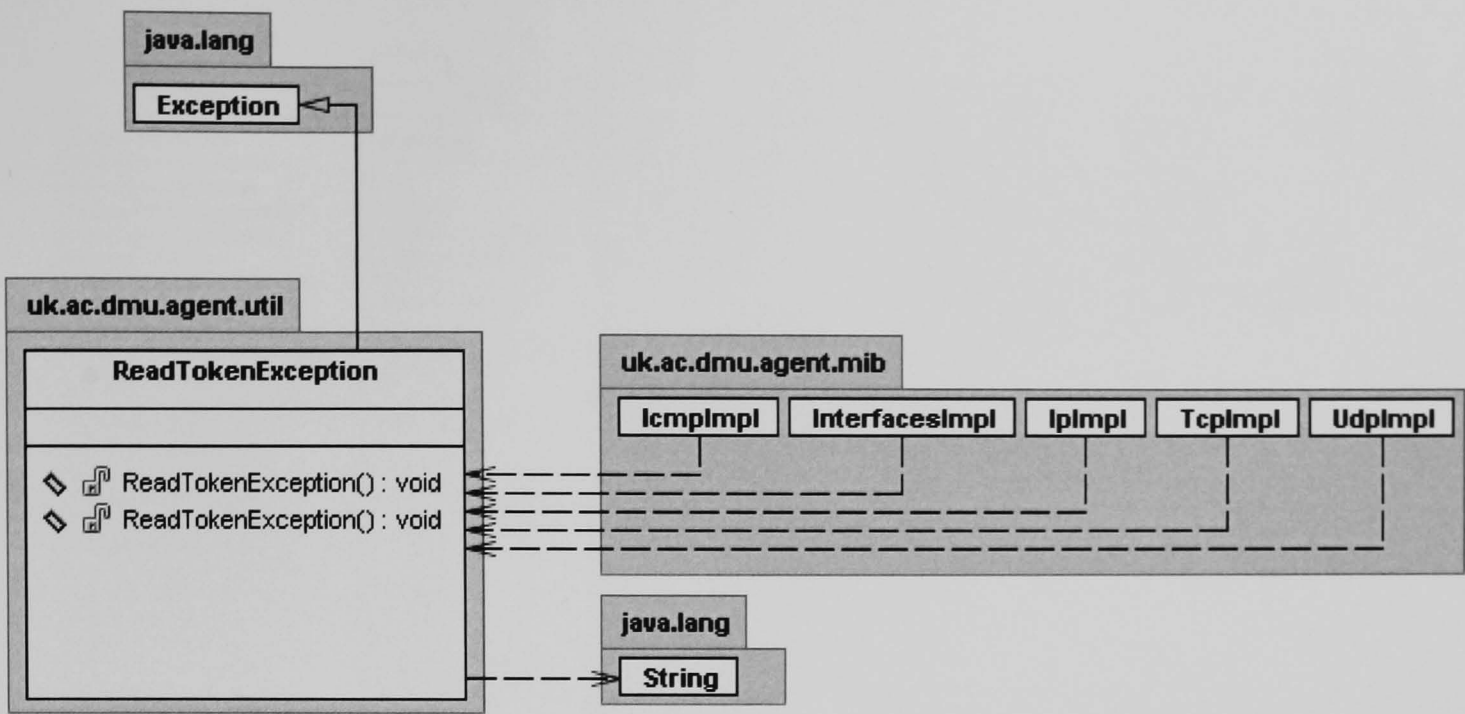 java.lang
Exception
uk.ac.dmu.agent.util
ReadTokenException
ReadTokenException() : void
ReadTokenException() : void
uk.ac.dmu.agent.mib
IcmpImpl InterfacesImpl IpImpl TcpImpl UdpImpl
java.lang
String